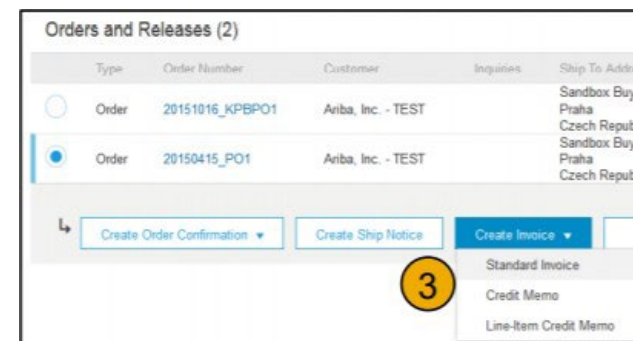 Orders and Releases (2)
Type Order Number Customer Inquiries Ship To Addr
Order 20151016_KPBPO1 Ariba, Inc. - TEST Sandbox Buy
Praha
Czech Repub
Order 20150415_PO1 Ariba, Inc. - TEST Sandbox Buy
Praha
Czech Repub
Create Order Confirmation Create Ship Notice Create Invoice
3 Standard Invoice
Credit Memo
Line-Item Credit Memo